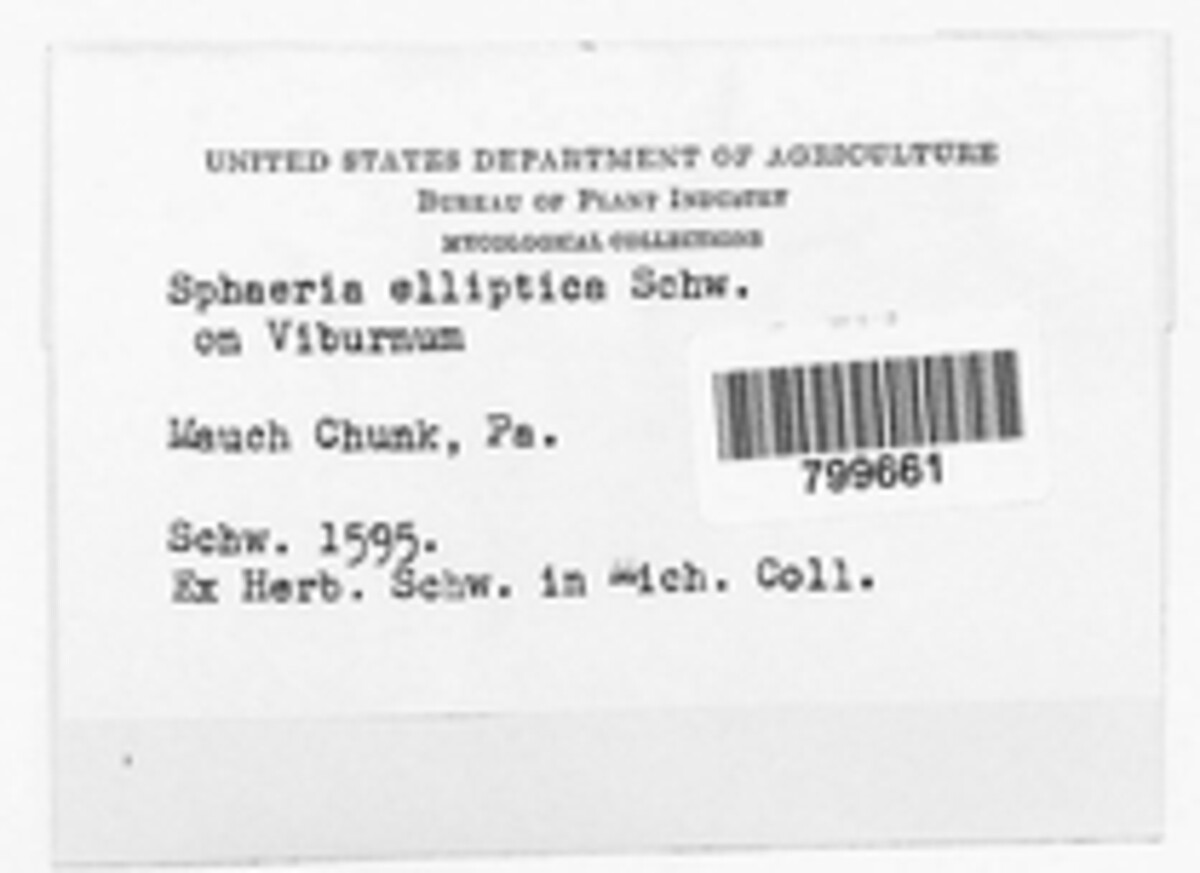 UNITED STATES DEPARTMENT OF AGRICULTURE
BUREAU OF PLANT INDUSTRY
MYCOLOGICAL COLLECTIONS
Sphaeria elliptica Schw.
on Viburnum
Mauch Chunk, Pa.
799661
Schw. 1595.
Ex Herb. Schw. in Mich. Coll.